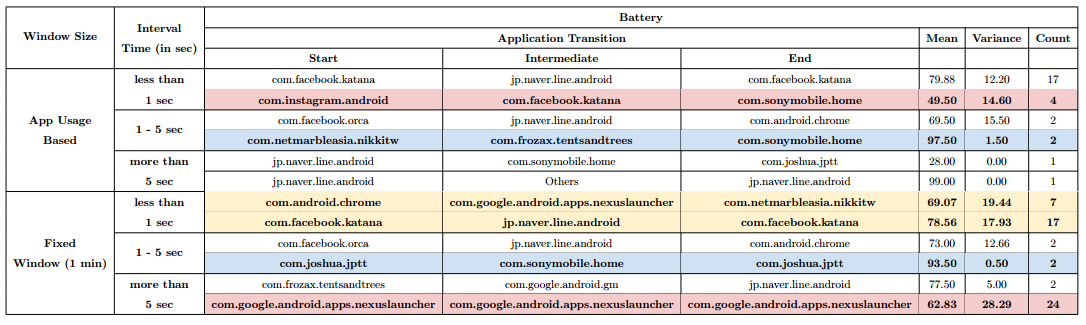 Window Size Interval Time (in sec) Battery
Application Transition Mean Variance Count
Start Intermediate End
App Usage Based
less than 1 sec
com.facebook.katana jp.naver.line.android com.facebook.katana 79.88 12.20 17
com.instagram.android com.facebook.katana com.sonymobile.home 49.50 14.60 4
1 - 5 sec
com.facebook.orca jp.naver.line.android com.android.chrome 69.50 15.50 2
com.netmarbleasia.nikkitw com.frozax.tentsandtrees com.sonymobile.home 97.50 1.50 2
more than 5 sec
jp.naver.line.android com.sonymobile.home com.joshua.jptt 28.00 0.00 1
jp.naver.line.android Others jp.naver.line.android 99.00 0.00 1
Fixed Window (1 min)
less than 1 sec
com.android.chrome com.google.android.apps.nexuslauncher com.netmarbleasia.nikkitw 69.07 19.44 7
com.facebook.katana jp.naver.line.android com.facebook.katana 78.56 17.93 17
1 - 5 sec
com.facebook.orca jp.naver.line.android com.android.chrome 73.00 12.66 2
com.joshua.jptt com.sonymobile.home com.joshua.jptt 93.50 0.50 2
more than 5 sec
com.frozax.tentsandtrees com.google.android.gm jp.naver.line.android 77.50 5.00 2
com.google.android.apps.nexuslauncher com.google.android.apps.nexuslauncher com.google.android.apps.nexuslauncher 62.83 28.29 24